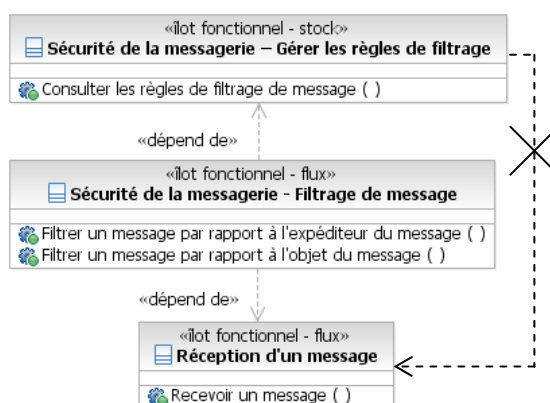 «îlot fonctionnel - stock»
Sécurité de la messagerie – Gérer les règles de filtrage
Consulter les règles de filtrage de message ( )
«dépend de»
«îlot fonctionnel - flux»
Sécurité de la messagerie - Filtrage de message
Filtrer un message par rapport à l'expéditeur du message ( )
Filtrer un message par rapport à l'objet du message ( )
«dépend de»
«îlot fonctionnel - flux»
Réception d'un message
Recevoir un message ( )